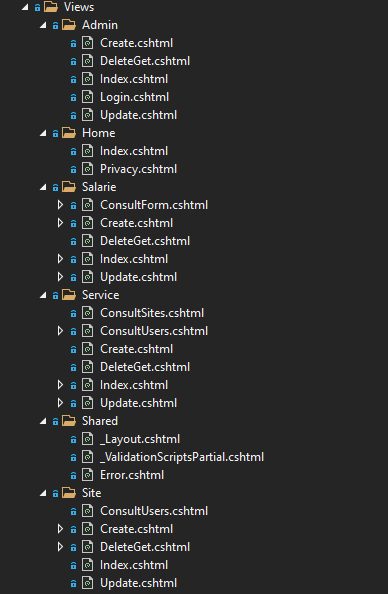 Views
Admin
Create.cshtml
DeleteGet.cshtml
Index.cshtml
Login.cshtml
Update.cshtml
Home
Index.cshtml
Privacy.cshtml
Salarie
ConsultForm.cshtml
Create.cshtml
DeleteGet.cshtml
Index.cshtml
Update.cshtml
Service
ConsultSites.cshtml
ConsultUsers.cshtml
Create.cshtml
DeleteGet.cshtml
Index.cshtml
Update.cshtml
Shared
_Layout.cshtml
_ValidationScriptsPartial.cshtml
Error.cshtml
Site
ConsultUsers.cshtml
Create.cshtml
DeleteGet.cshtml
Index.cshtml
Update.cshtml